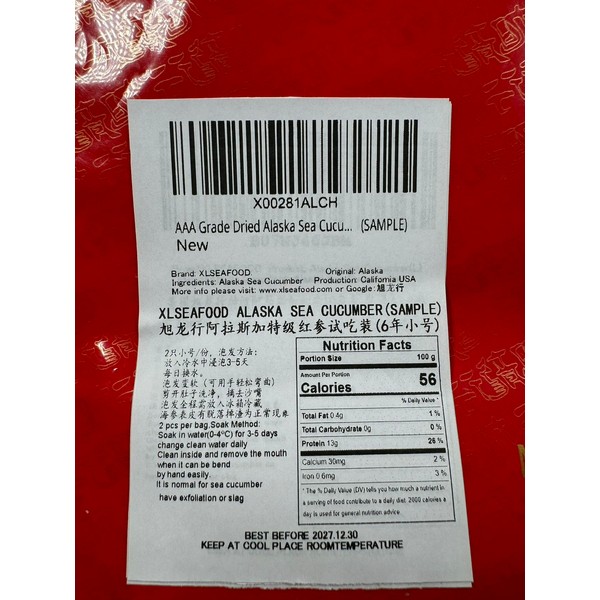 X00281ALCH
AAA Grade Dried Alaska Sea Cucu... (SAMPLE)
New
Brand: XLSEAFOOD Original: Alaska
Ingredients: Alaska Sea Cucumber Production: California USA
More info please visit: www.xlseafood.com or Google:旭龙行
XLSEAFOOD ALASKA SEA CUCUMBER(SAMPLE)
旭龙行阿拉斯加特级红参试吃装(6年小号)
2只小号/份, 泡发方法:
放入冷水中浸泡3-5天
每日换水。
泡发至软（可用手轻松弯曲）
剪开肚子洗净, 摘去沙嘴
泡发全程需放入冰箱冷藏
海参表皮有脱落掉渣为正常现象
2 pcs per bag.Soak Method:
Soak in water(0-4°C) for 3-5 days
change clean water daily
Clean inside and remove the mouth
when it can be bend
by hand easily.
It is normal for sea cucumber
have exfoliation or slag
Nutrition Facts
Portion Size 100 g
Amount Per Portion
Calories 56
% Daily Value *
Total Fat 0.4g 1 %
Total Carbohydrate 0g 0 %
Protein 13g 26 %
Calcium 30mg 2 %
Iron 0.6mg 3 %
* The % Daily Value (DV) tells you how much a nutrient in
a serving of food contribute to a daily diet. 2000 calories a
day is used for general nutrition advice.
BEST BEFORE 2027.12.30
KEEP AT COOL PLACE ROOMTEMPERATURE